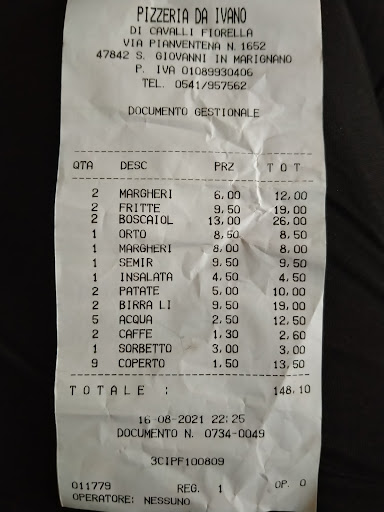 PIZZERIA DA IVANO
DI CAVALLI FIORELLA
VIA PIANVENTENA N.1652
47842 S. GIOVANNI IN MARIGNANO
P. IVA 01089930406
TEL. 0541/957562
DOCUMENTO GESTIONALE
QTA DESC PRZ TOT
2 MARGHERI 6,00 12,00
2 FRITTE 9,50 19,00
2 BOSCAIOL 13,00 26,00
1 ORTO 8,50 8,50
1 MARGHERI 8,00 8,00
1 SEMIR 9,50 9,50
1 INSALATA 4,50 4,50
2 PATATE 5,00 10,00
2 BIRRA LI 9,50 19,00
5 ACQUA 2,50 12,50
2 CAFFE 1,30 2,60
1 SORBETTO 3,00 3,00
9 COPERTO 1,50 13,50
TOTALE : 148,10
16-08-2021 22:25
DOCUMENTO N. 0734-0049
3CIPF100809
011779 REG. 1 OP. 0
OPERATORE: NESSUNO